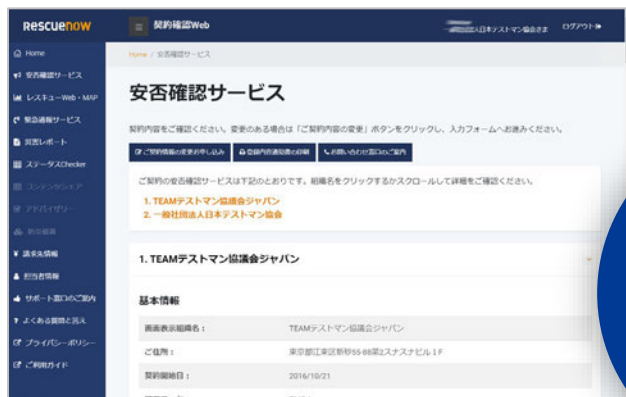 Rescuenow
契約確認Web
人日本テストマン協会さま
ログアウト
Home
Home / 安否確認サービス
安否確認サービス
レスキューWeb・MAP
緊急通報サービス
災害レポート
ステータスChecker
コンテンツシェア
アドバイザリー
請求先情報
担当者情報
サポート窓口のご案内
よくある質問と答え
プライバシーポリシー
ご利用ガイド
安否確認サービス
契約内容をご確認ください。変更のある場合は「ご契約内容の変更」ボタンをクリックし、入力フォームへお進みください。
ご契約情報の変更お申し込み
登録内容通知書の印刷
お問い合わせ窓口のご案内
ご契約の安否確認サービスは下記のとおりです。組織名をクリックするかスクロールして詳細をご確認ください。
1. TEAMテストマン協議会ジャパン
2. 一般社団法人日本テストマン協会
1. TEAMテストマン協議会ジャパン
基本情報
画面表示組織名：
TEAMテストマン協議会ジャパン
ご住所：
契約開始日：
2016/10/21